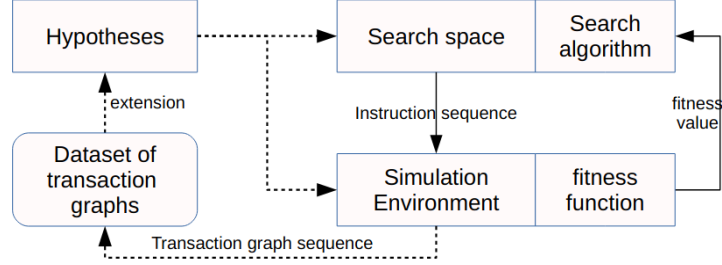 Hypotheses
Search space
Search
algorithm
extension
Instruction sequence
fitness
value
Dataset of
transaction
graphs
Simulation
Environment
fitness
function
Transaction graph sequence